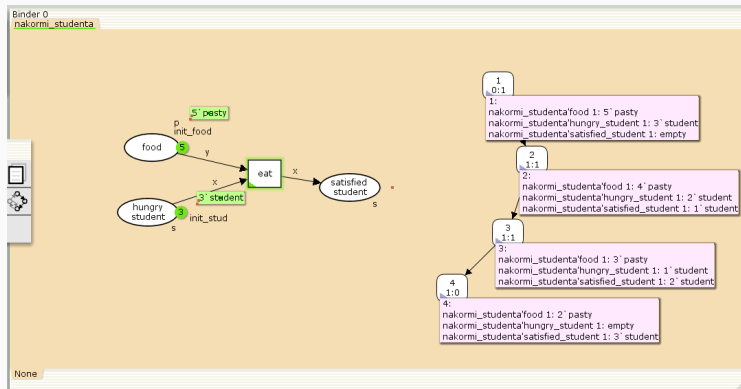 Binder 0
nakormi_studenta
5`pasty
p
init_food
food
5
y
eat
x
satisfied
student
s
x
3`student
hungry
student
3
init_stud
s
1
0:1
1:
nakormi_studenta'food 1: 5`pasty
nakormi_studenta'hungry_student 1: 3`student
nakormi_studenta'satisfied_student 1: empty
2
1:1
2:
nakormi_studenta'food 1: 4`pasty
nakormi_studenta'hungry_student 1: 2`student
nakormi_studenta'satisfied_student 1: 1`student
3
1:1
3:
nakormi_studenta'food 1: 3`pasty
nakormi_studenta'hungry_student 1: 1`student
nakormi_studenta'satisfied_student 1: 2`student
4
1:0
4:
nakormi_studenta'food 1: 2`pasty
nakormi_studenta'hungry_student 1: empty
nakormi_studenta'satisfied_student 1: 3`student
None